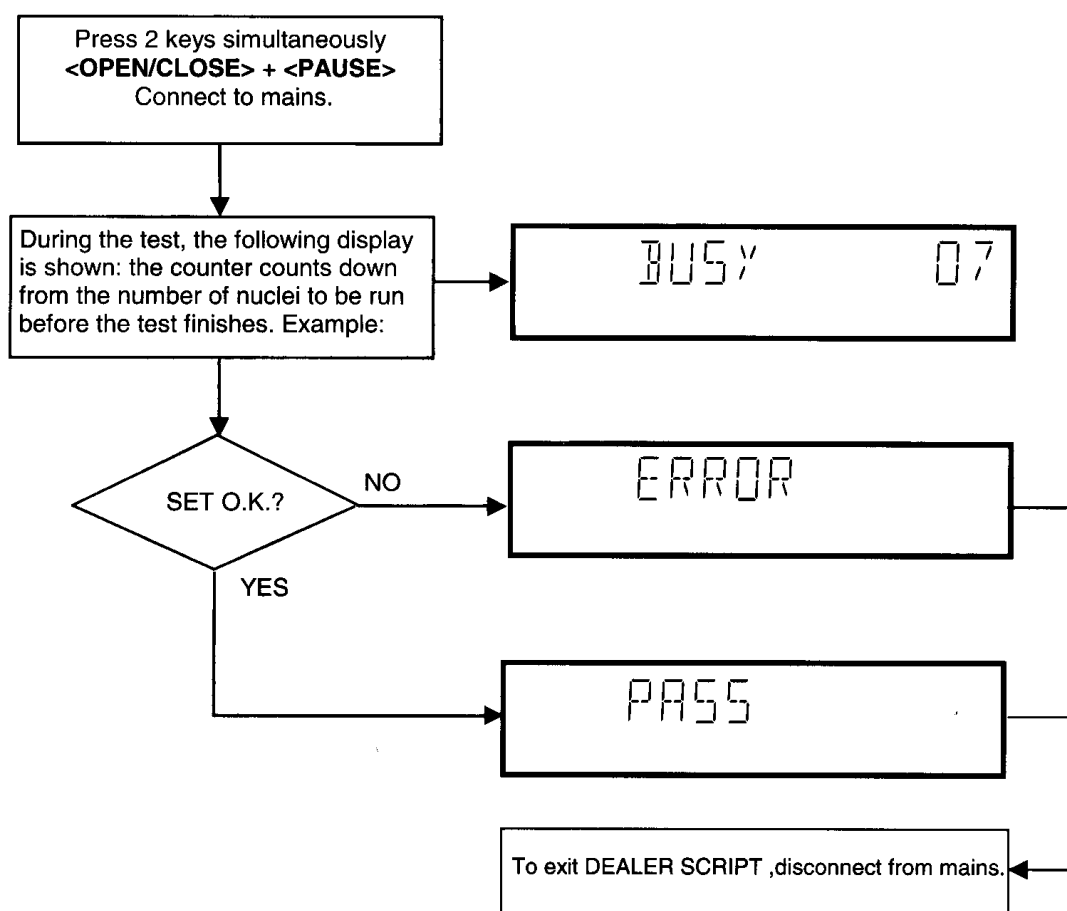 Press 2 keys simultaneously
<OPEN/CLOSE> + <PAUSE>
Connect to mains.
During the test, the following display
is shown: the counter counts down
from the number of nuclei to be run
before the test finishes. Example:
BUSY 07
SET O.K.?
NO
ERROR
YES
PASS
To exit DEALER SCRIPT ,disconnect from mains.